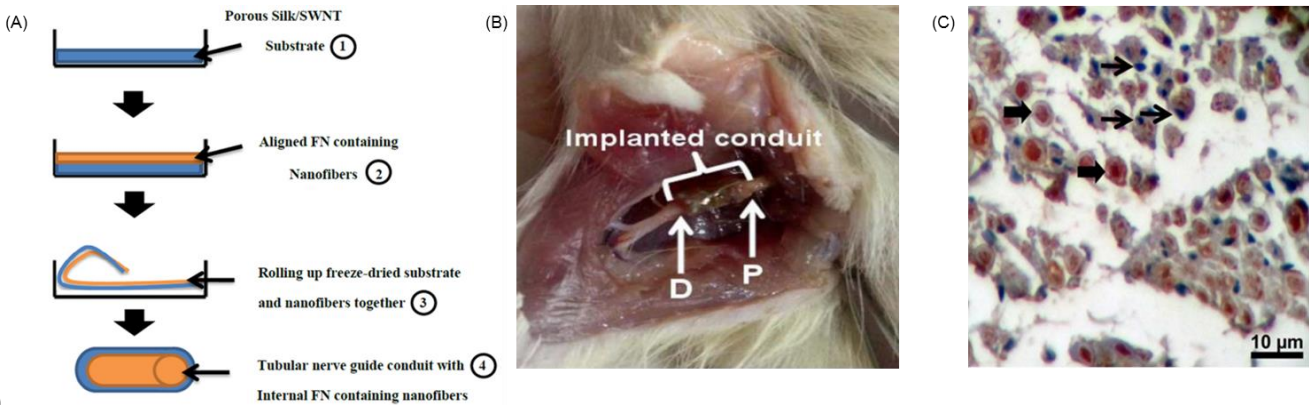 (A)
Porous Silk/SWNT
Substrate 1
Aligned FN containing
Nanofibers 2
Rolling up freeze-dried substrate
and nanofibers together 3
Tubular nerve guide conduit with 4
Internal FN containing nanofibers
(B)
Implanted conduit
D
P
(C)
10 µm